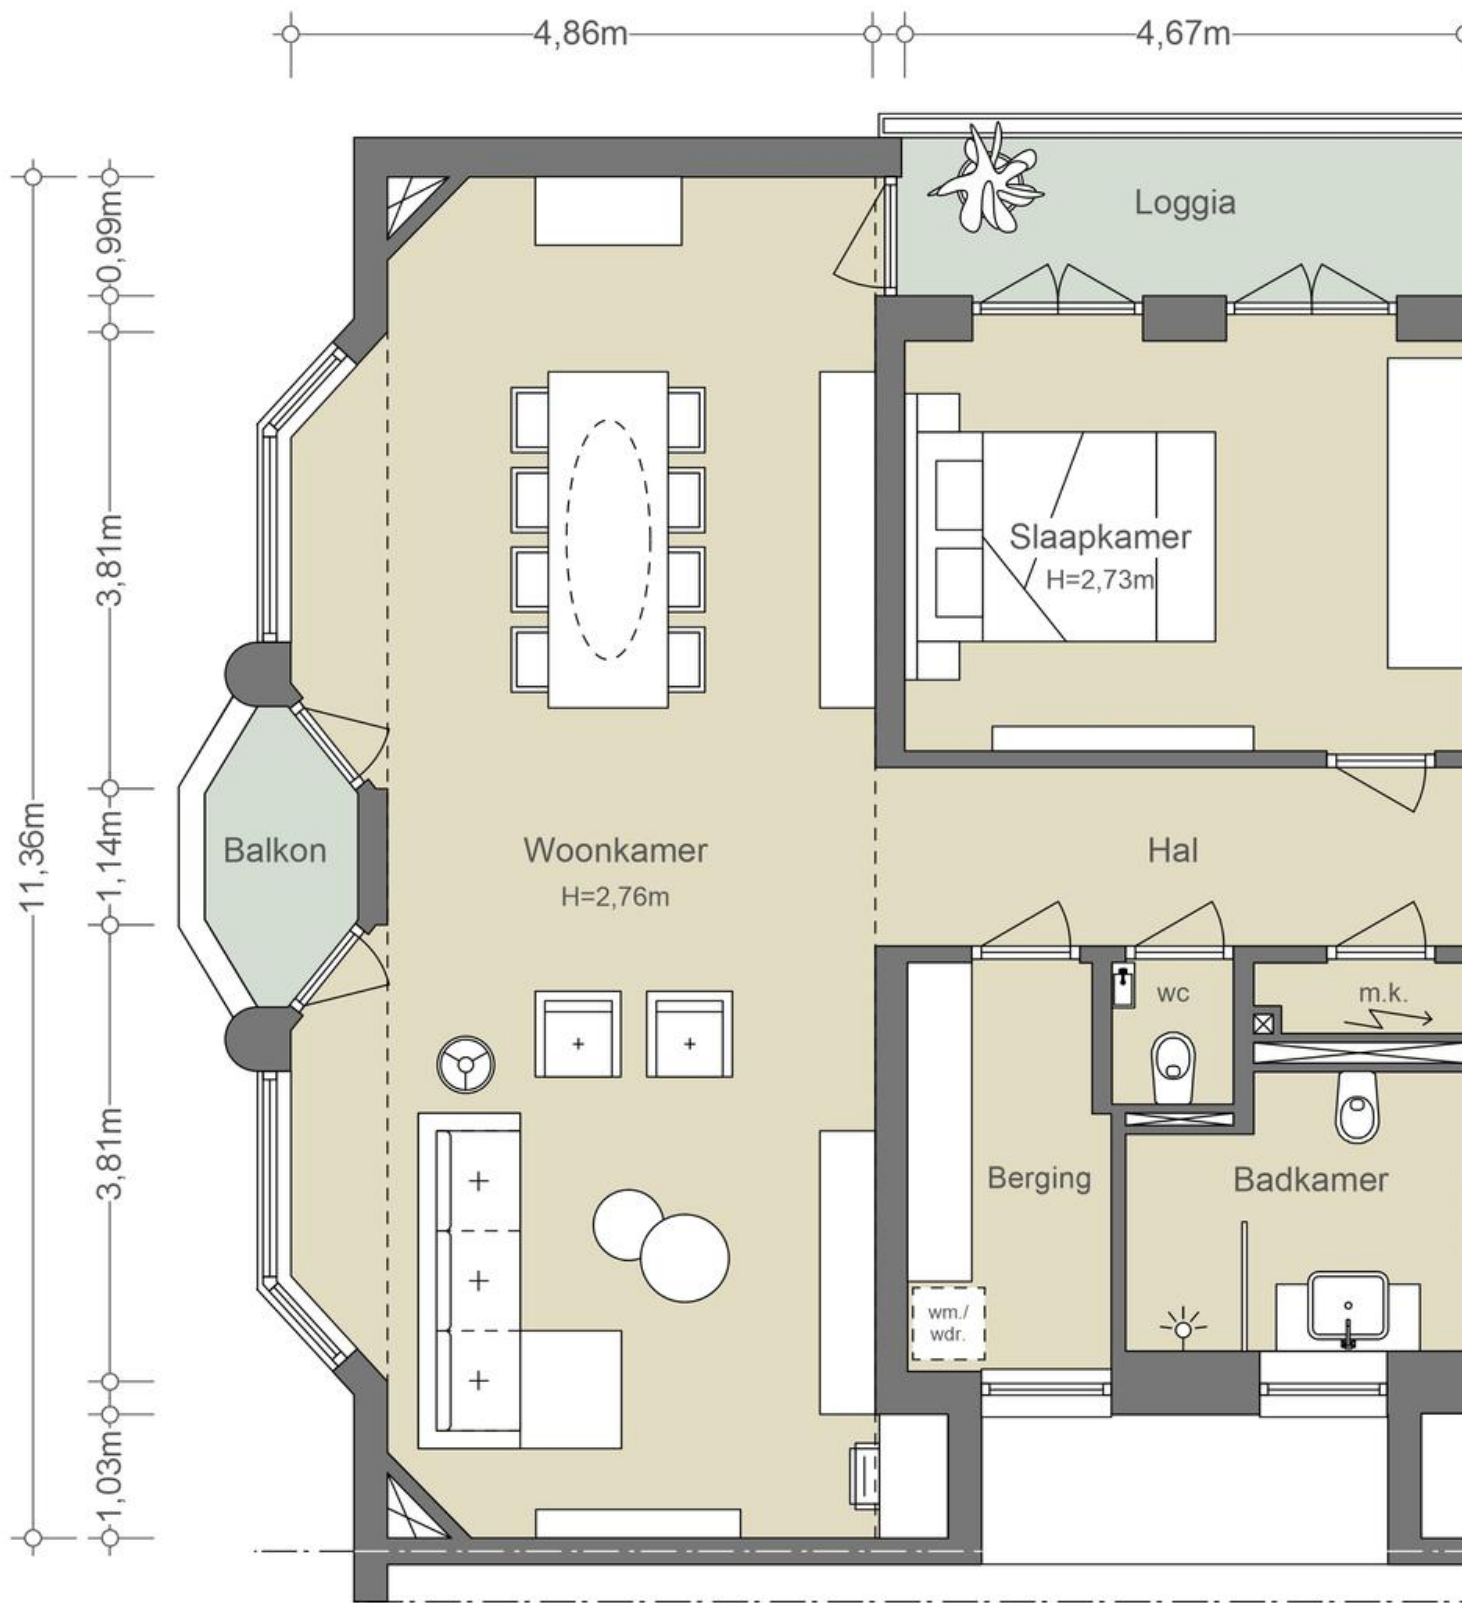 4,86m
4,67m
0,99m
Loggia
3,81m
Slaapkamer
H=2,73m
11,36m
1,14m
Balkon
Woonkamer
H=2,76m
Hal
wc
m.k.
3,81m
Berging
Badkamer
wm./
wdr.
1,03m